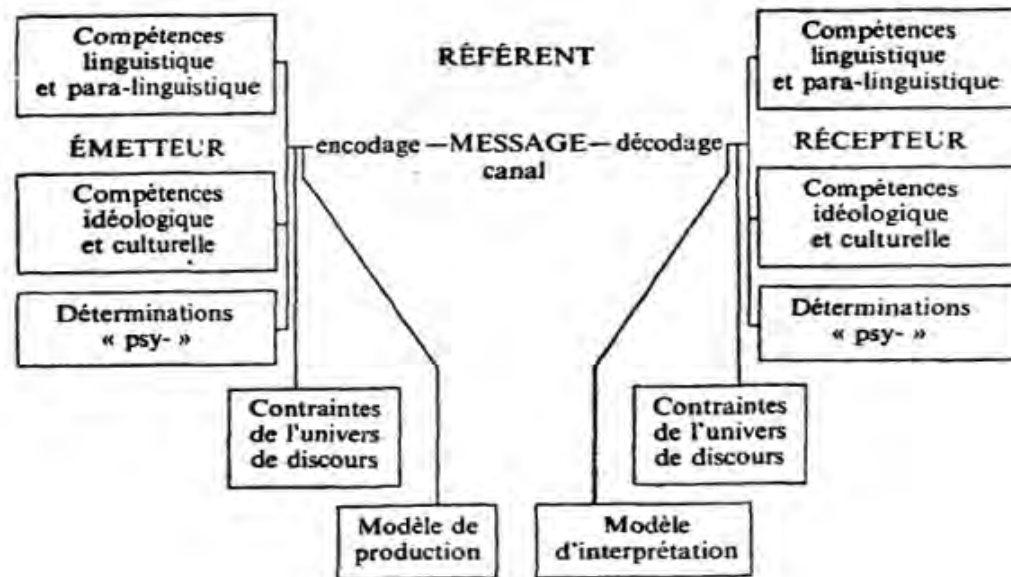 Compétences
linguistique
et para-linguistique
RÉFÉRENT
Compétences
linguistique
et para-linguistique
ÉMETTEUR
encodage — MESSAGE — décodage
canal
RÉCEPTEUR
Compétences
idéologique
et culturelle
Compétences
idéologique
et culturelle
Déterminations
« psy- »
Déterminations
« psy- »
Contraintes
de l'univers
de discours
Contraintes
de l'univers
de discours
Modèle de
production
Modèle
d'interprétation